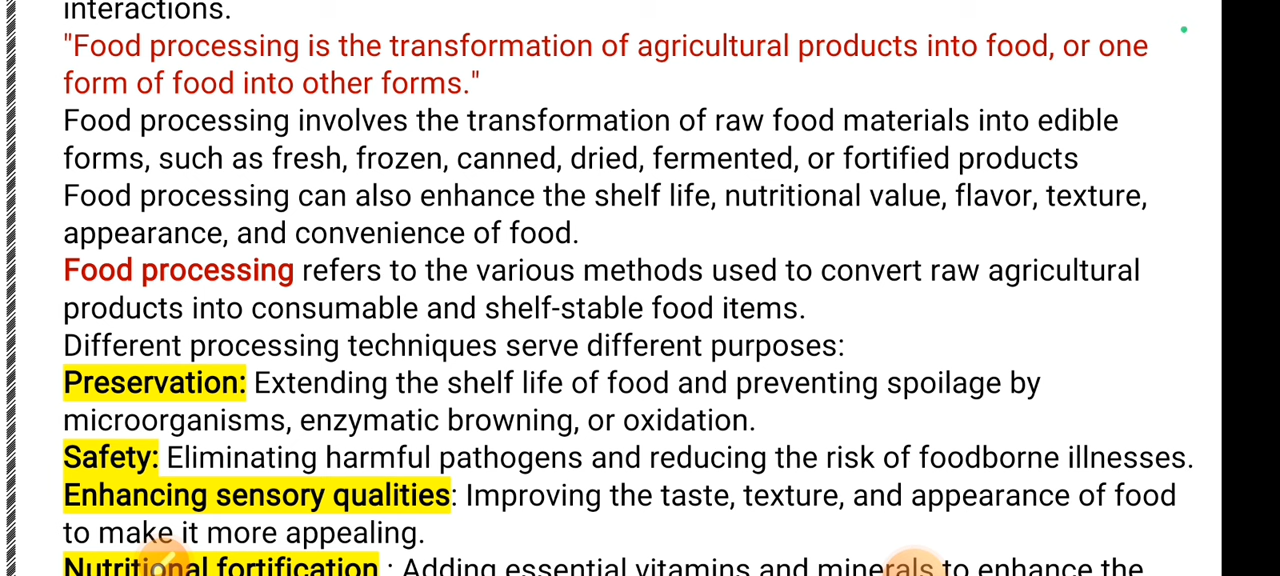 interactions.
"Food processing is the transformation of agricultural products into food, or one
form of food into other forms."
Food processing involves the transformation of raw food materials into edible
forms, such as fresh, frozen, canned, dried, fermented, or fortified products
Food processing can also enhance the shelf life, nutritional value, flavor, texture,
appearance, and convenience of food.
Food processing refers to the various methods used to convert raw agricultural
products into consumable and shelf-stable food items.
Different processing techniques serve different purposes:
Preservation: Extending the shelf life of food and preventing spoilage by
microorganisms, enzymatic browning, or oxidation.
Safety: Eliminating harmful pathogens and reducing the risk of foodborne illnesses.
Enhancing sensory qualities: Improving the taste, texture, and appearance of food
to make it more appealing.
Nutritional fortification : Adding essential vitamins and minerals to enhance the